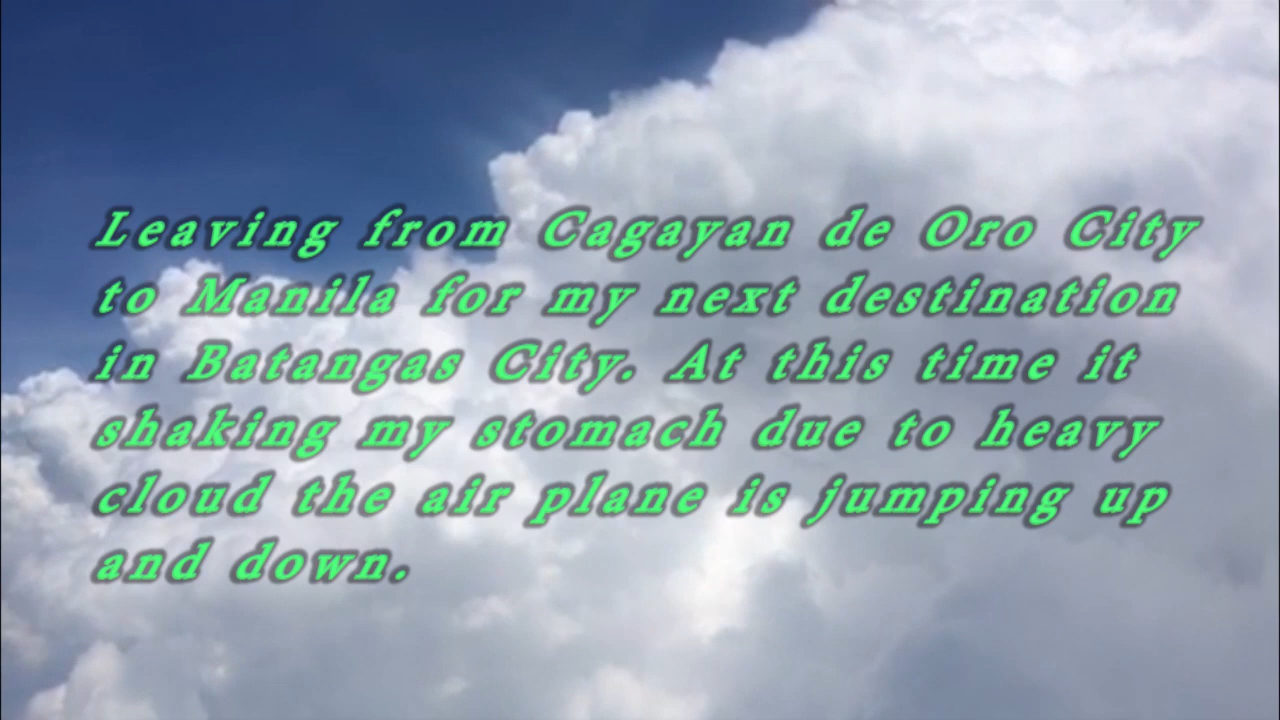 Leaving from Cagayan de Oro City
to Manila for my next destination
in Batangas City. At this time it
shaking my stomach due to heavy
cloud the air plane is jumping up
and down.